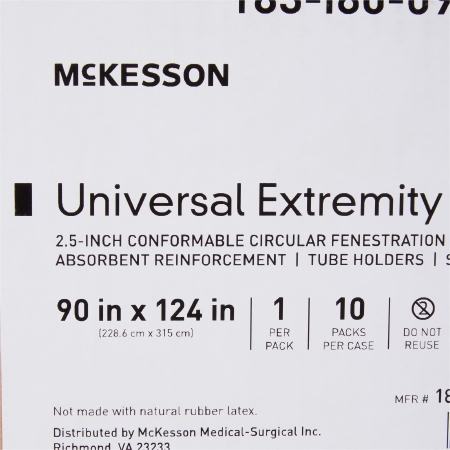 McKESSON
Universal Extremity
2.5-INCH CONFORMABLE CIRCULAR FENESTRATION
ABSORBENT REINFORCEMENT | TUBE HOLDERS |
90 in x 124 in
(228.6 cm x 315 cm)
1
PER
PACK
10
PACKS
PER CASE
DO NOT
REUSE
MFR # 18
Not made with natural rubber latex.
Distributed by McKesson Medical-Surgical Inc.
Richmond, VA 23233